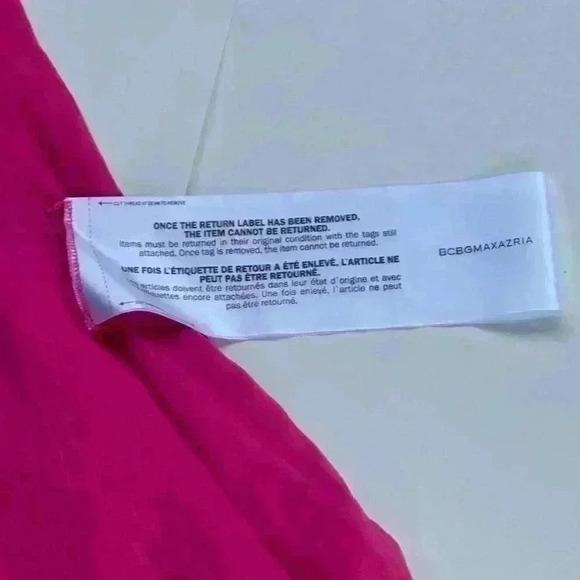 CUT THREAD AT SEAM TO REMOVE
ONCE THE RETURN LABEL HAS BEEN REMOVED,
THE ITEM CANNOT BE RETURNED.
Items must be returned in their original condition with the tags still
attached. Once tag is removed, the item cannot be returned.
UNE FOIS L'ÉTIQUETTE DE RETOUR A ÉTÉ ENLEVÉ, L'ARTICLE NE
PEUT PAS ÊTRE RETOURNÉ.
articles doivent être retournés dans leur état d'origine et avec
encore attachées. Une fois enlevé, l'article ne peut
pas être retourné.
BCBGMAXAZRIA